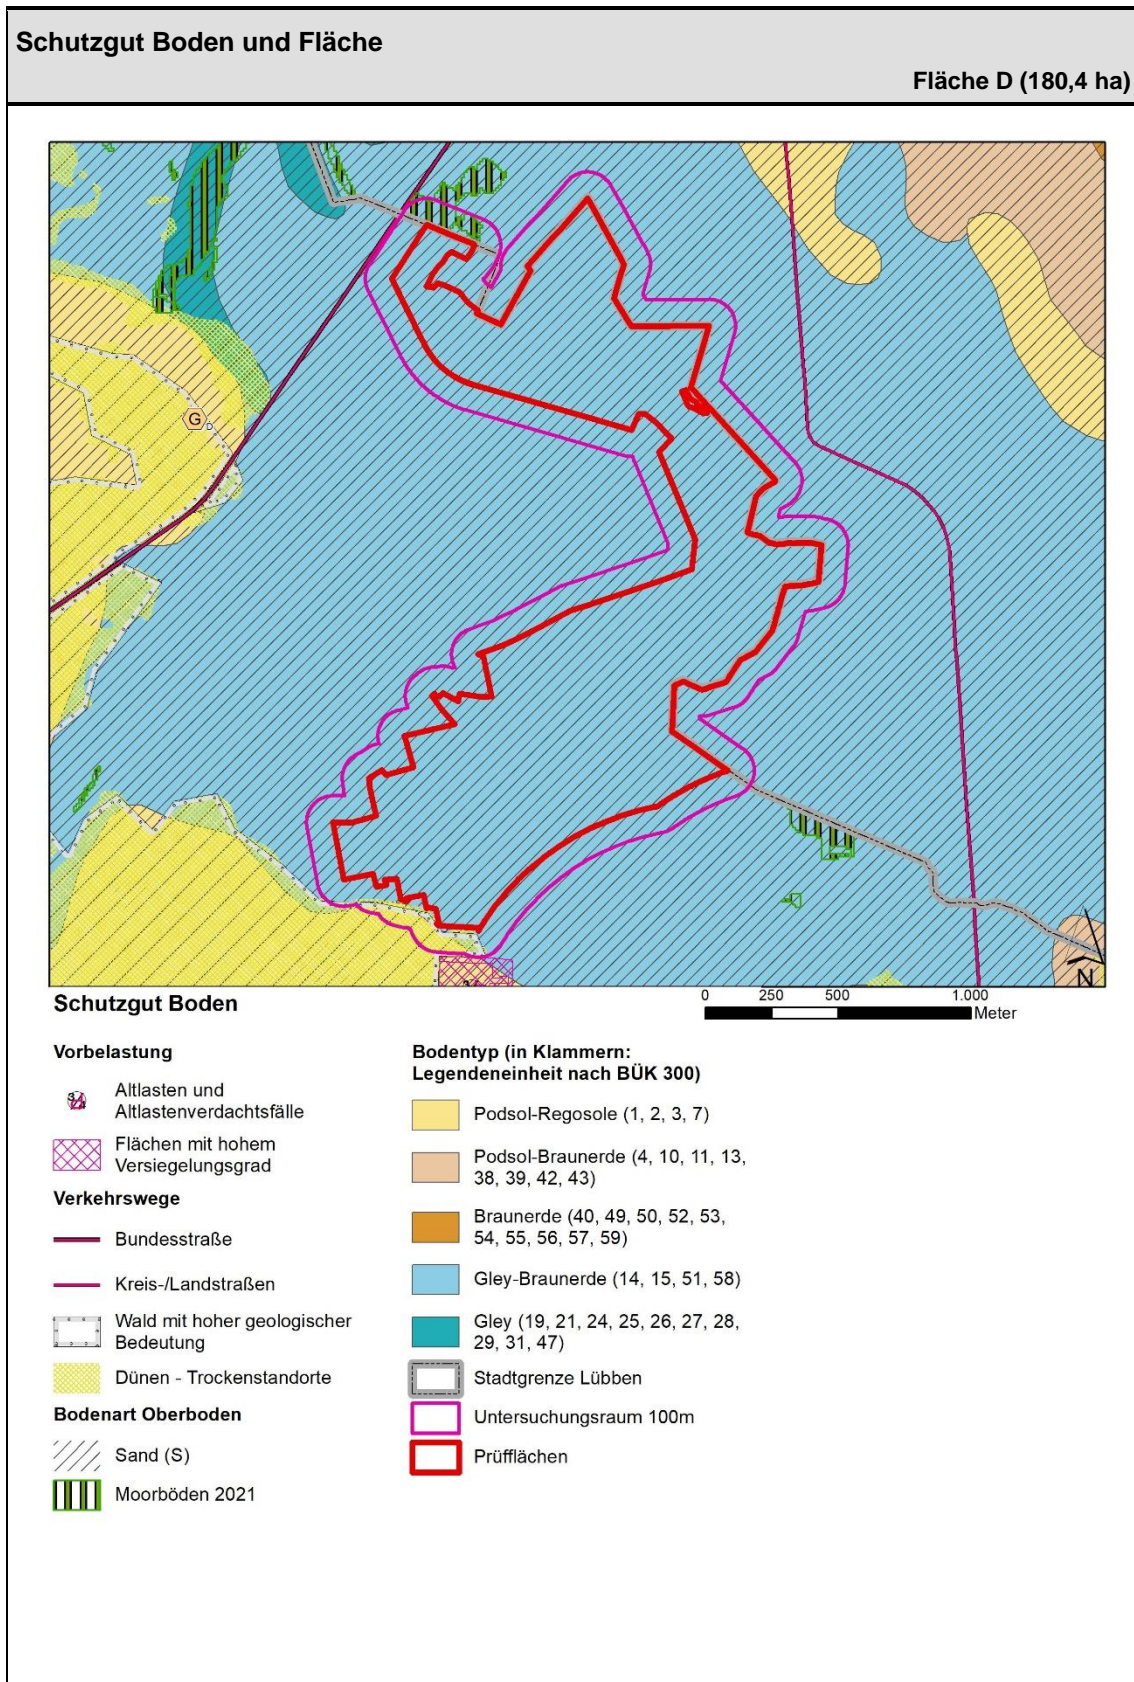 Schutzgut Boden und Fläche
Fläche D (180,4 ha)
G
N
Schutzgut Boden
0 250 500 1.000
Meter
Vorbelastung
Altlasten und
Altlastenverdachtsfälle
Flächen mit hohem
Versiegelungsgrad
Verkehrswege
Bundesstraße
Kreis-/Landstraßen
Wald mit hoher geologischer
Bedeutung
Dünen - Trockenstandorte
Bodenart Oberboden
Sand (S)
Moorböden 2021
Bodentyp (in Klammern:
Legendeneinheit nach BÜK 300)
Podsol-Regosole (1, 2, 3, 7)
Podsol-Braunerde (4, 10, 11, 13,
38, 39, 42, 43)
Braunerde (40, 49, 50, 52, 53,
54, 55, 56, 57, 59)
Gley-Braunerde (14, 15, 51, 58)
Gley (19, 21, 24, 25, 26, 27, 28,
29, 31, 47)
Stadtgrenze Lübben
Untersuchungsraum 100m
Prüfflächen